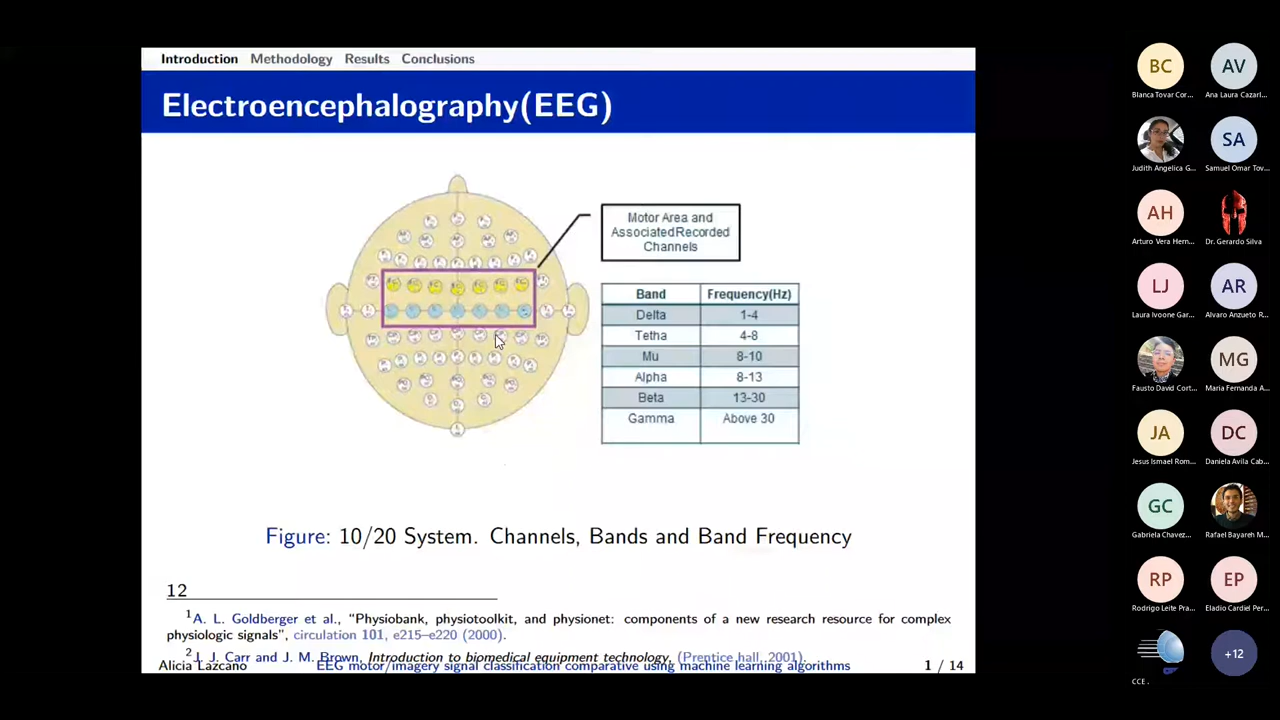 Introduction Methodology Results Conclusions
Electroencephalography(EEG)
Motor Area and
AssociatedRecorded
Channels
Band Frequency(Hz)
Delta 1-4
Tetha 4-8
Mu 8-10
Alpha 8-13
Beta 13-30
Gamma Above 30
Figure: 10/20 System. Channels, Bands and Band Frequency
12
1A. L. Goldberger et al., “Physiobank, physiotoolkit, and physionet: components of a new research resource for complex
physiologic signals”, circulation 101, e215–e220 (2000).
2J. J. Carr and J. M. Brown, Introduction to biomedical equipment technology, (Prentice hall, 2001).
Alicia Lazcano EEG motor/imagery signal classification comparative using machine learning algorithms 1 / 14
BC AV
Blanca Tovar Cor... Ana Laura Cazarl...
SA
Judith Angelica G... Samuel Omar Tov...
AH
Arturo Vera Hern... Dr. Gerardo Silva
LJ AR
Laura Ivoone Gar... Alvaro Anzueto R...
MG
Fausto David Cort... Maria Fernanda A...
JA DC
Jesus Ismael Rom... Daniela Avila Cab...
GC
Gabriela Chavez... Rafael Bayareh M...
RP EP
Rodrigo Leite Pra... Eladio Cardiel Per...
+12
CCE .